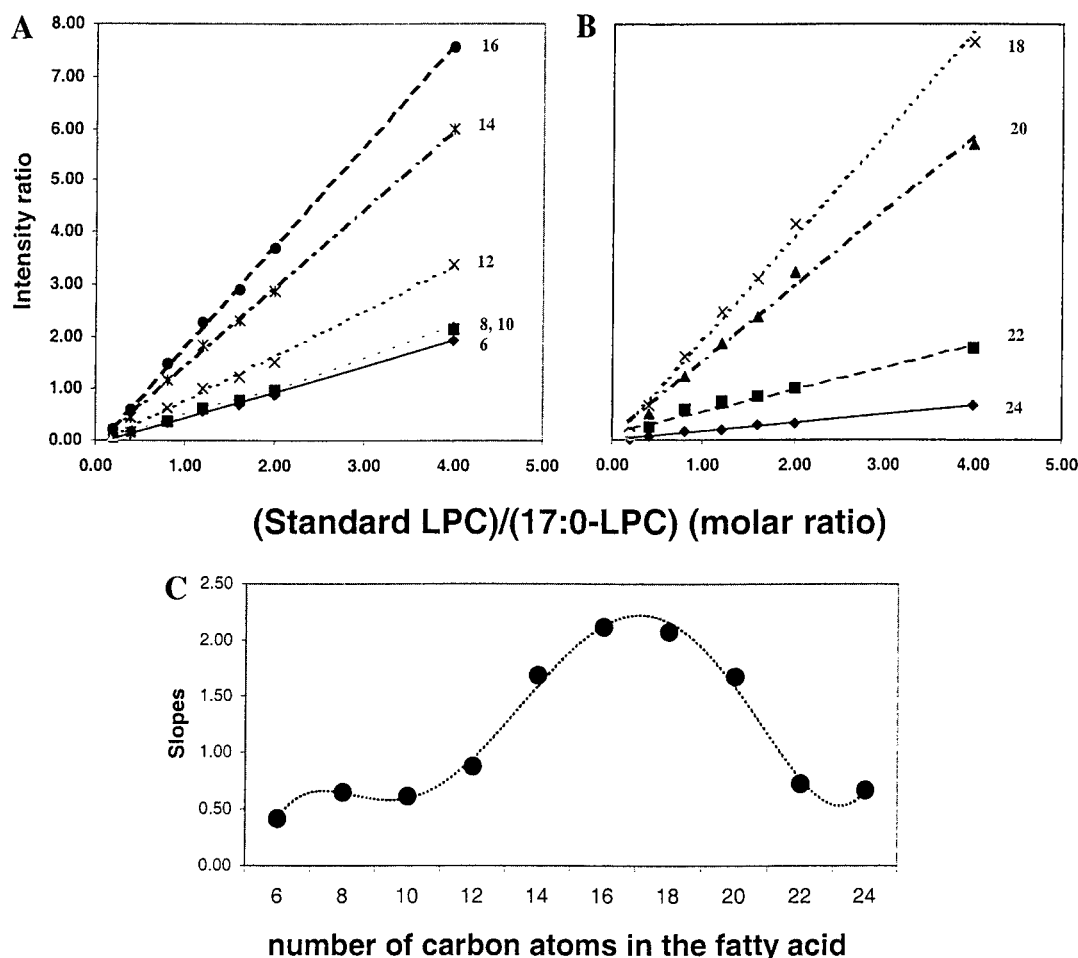 A
8.00
7.00
6.00
5.00
4.00
3.00
2.00
1.00
0.00
Intensity ratio
16
14
12
8, 10
6
0.00 1.00 2.00 3.00 4.00 5.00
B
18
20
22
24
0.00 1.00 2.00 3.00 4.00 5.00
(Standard LPC)/(17:0-LPC) (molar ratio)
C
2.50
2.00
1.50
1.00
0.50
0.00
Slopes
6 8 10 12 14 16 18 20 22 24
number of carbon atoms in the fatty acid